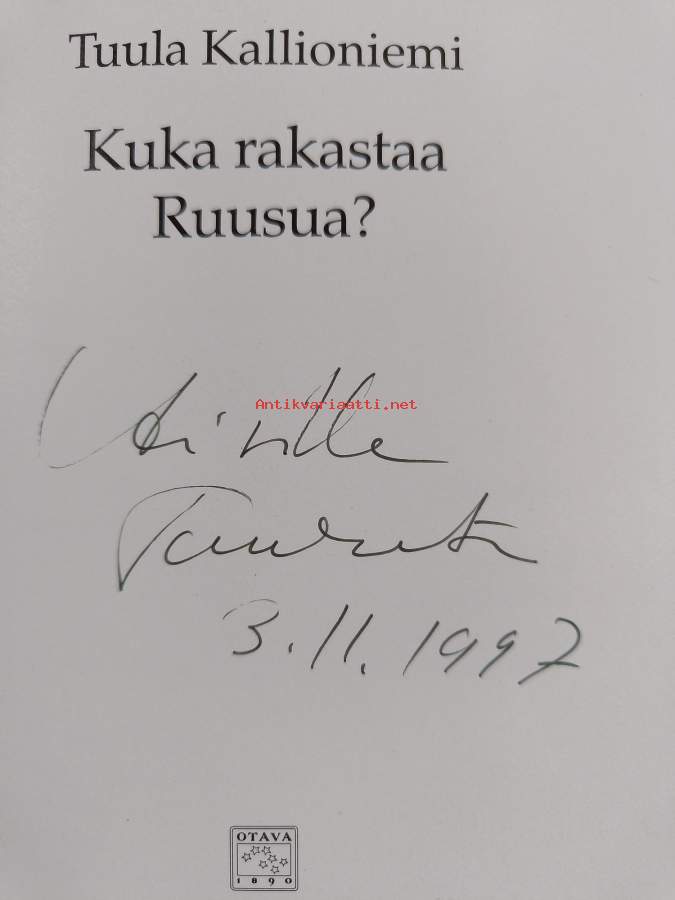 Tuula Kallioniemi
Kuka rakastaa
Ruusua?
Antikvariaatti.net
3.11.1997
OTAVA
1890